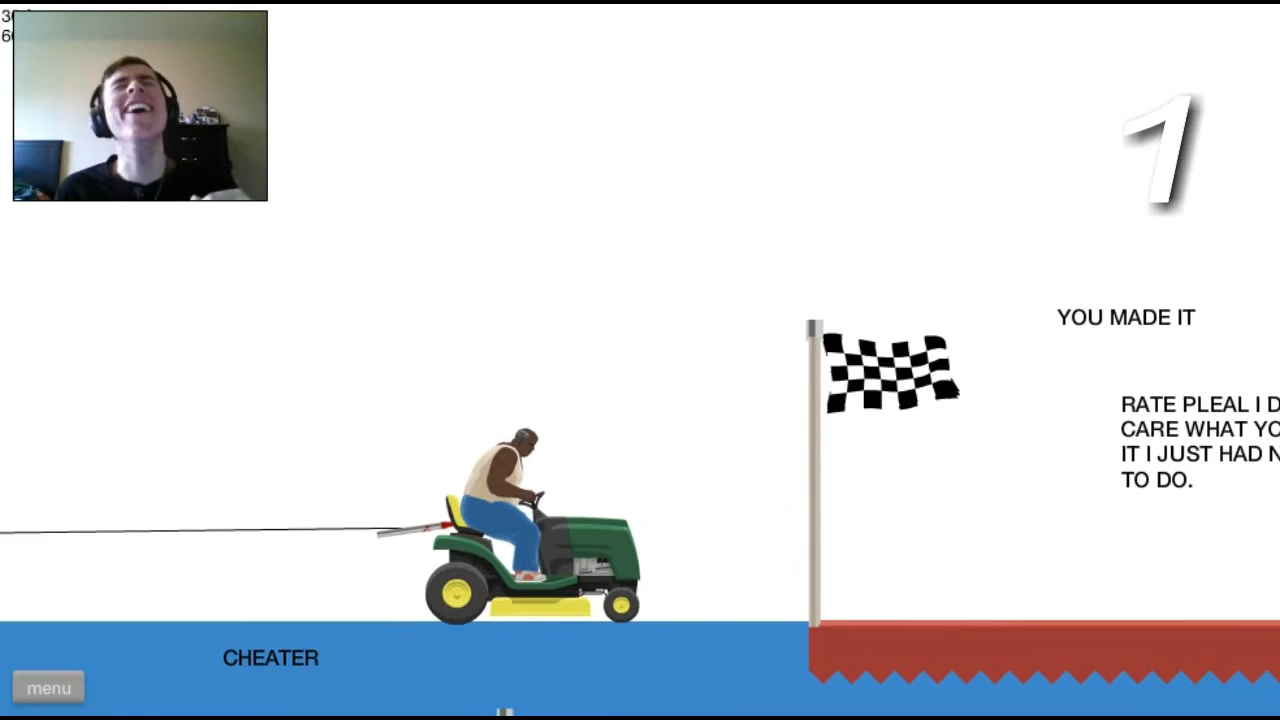 1
YOU MADE IT
RATE PLEAL I D
CARE WHAT YO
IT I JUST HAD N
TO DO.
CHEATER
menu